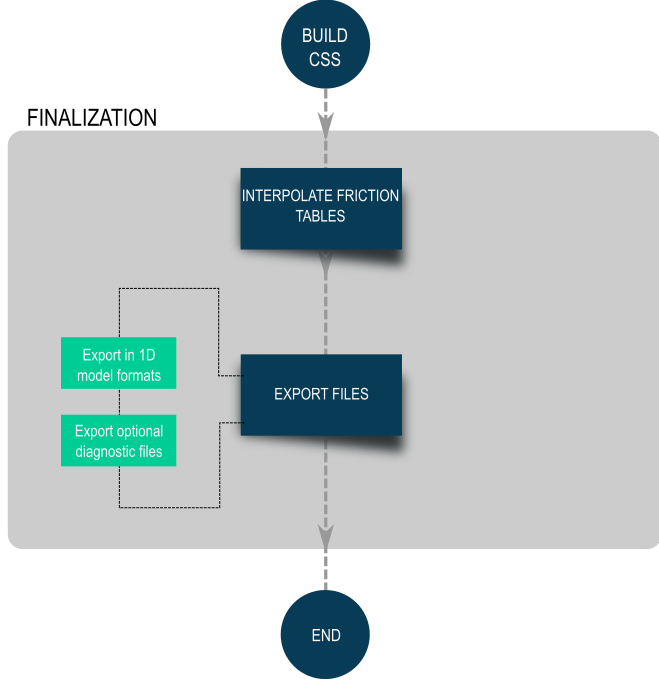 BUILD
CSS
FINALIZATION
INTERPOLATE FRICTION
TABLES
Export in 1D
model formats
EXPORT FILES
Export optional
diagnostic files
END